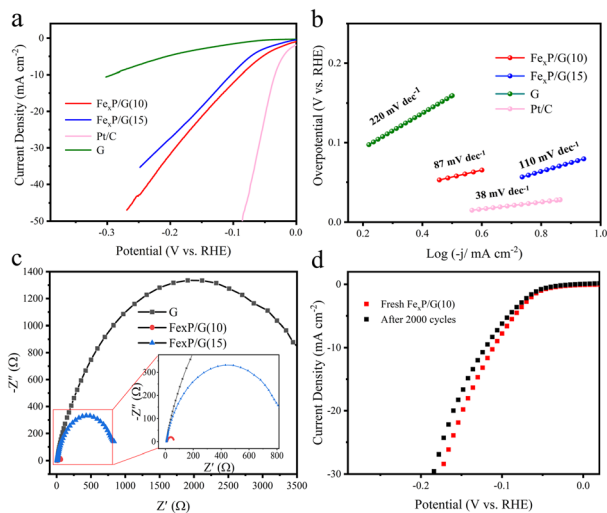 a
Current Density (mA cm⁻²)
0
-10
-20
-30
-40
-50
FeₓP/G(10)
FeₓP/G(15)
Pt/C
G
-0.4
-0.3
-0.2
-0.1
0.0
Potential (V vs. RHE)
b
Overpotential (V vs. RHE)
0.3
0.2
0.1
0.0
FeₓP/G(10)
FeₓP/G(15)
G
Pt/C
220 mV dec⁻¹
87 mV dec⁻¹
110 mV dec⁻¹
38 mV dec⁻¹
0.2
0.4
0.6
0.8
1.0
Log (-j/ mA cm⁻²)
c
-Z'' (Ω)
1400
1200
1000
800
600
400
200
0
G
FexP/G(10)
FexP/G(15)
-Z'' (Ω)
300
200
100
0
200
400
600
800
Z' (Ω)
0
500
1000
1500
2000
2500
3000
3500
Z' (Ω)
d
Current Density (mA cm⁻²)
0
-10
-20
-30
Fresh FeₓP/G(10)
After 2000 cycles
-0.2
-0.1
0.0
Potential (V vs. RHE)